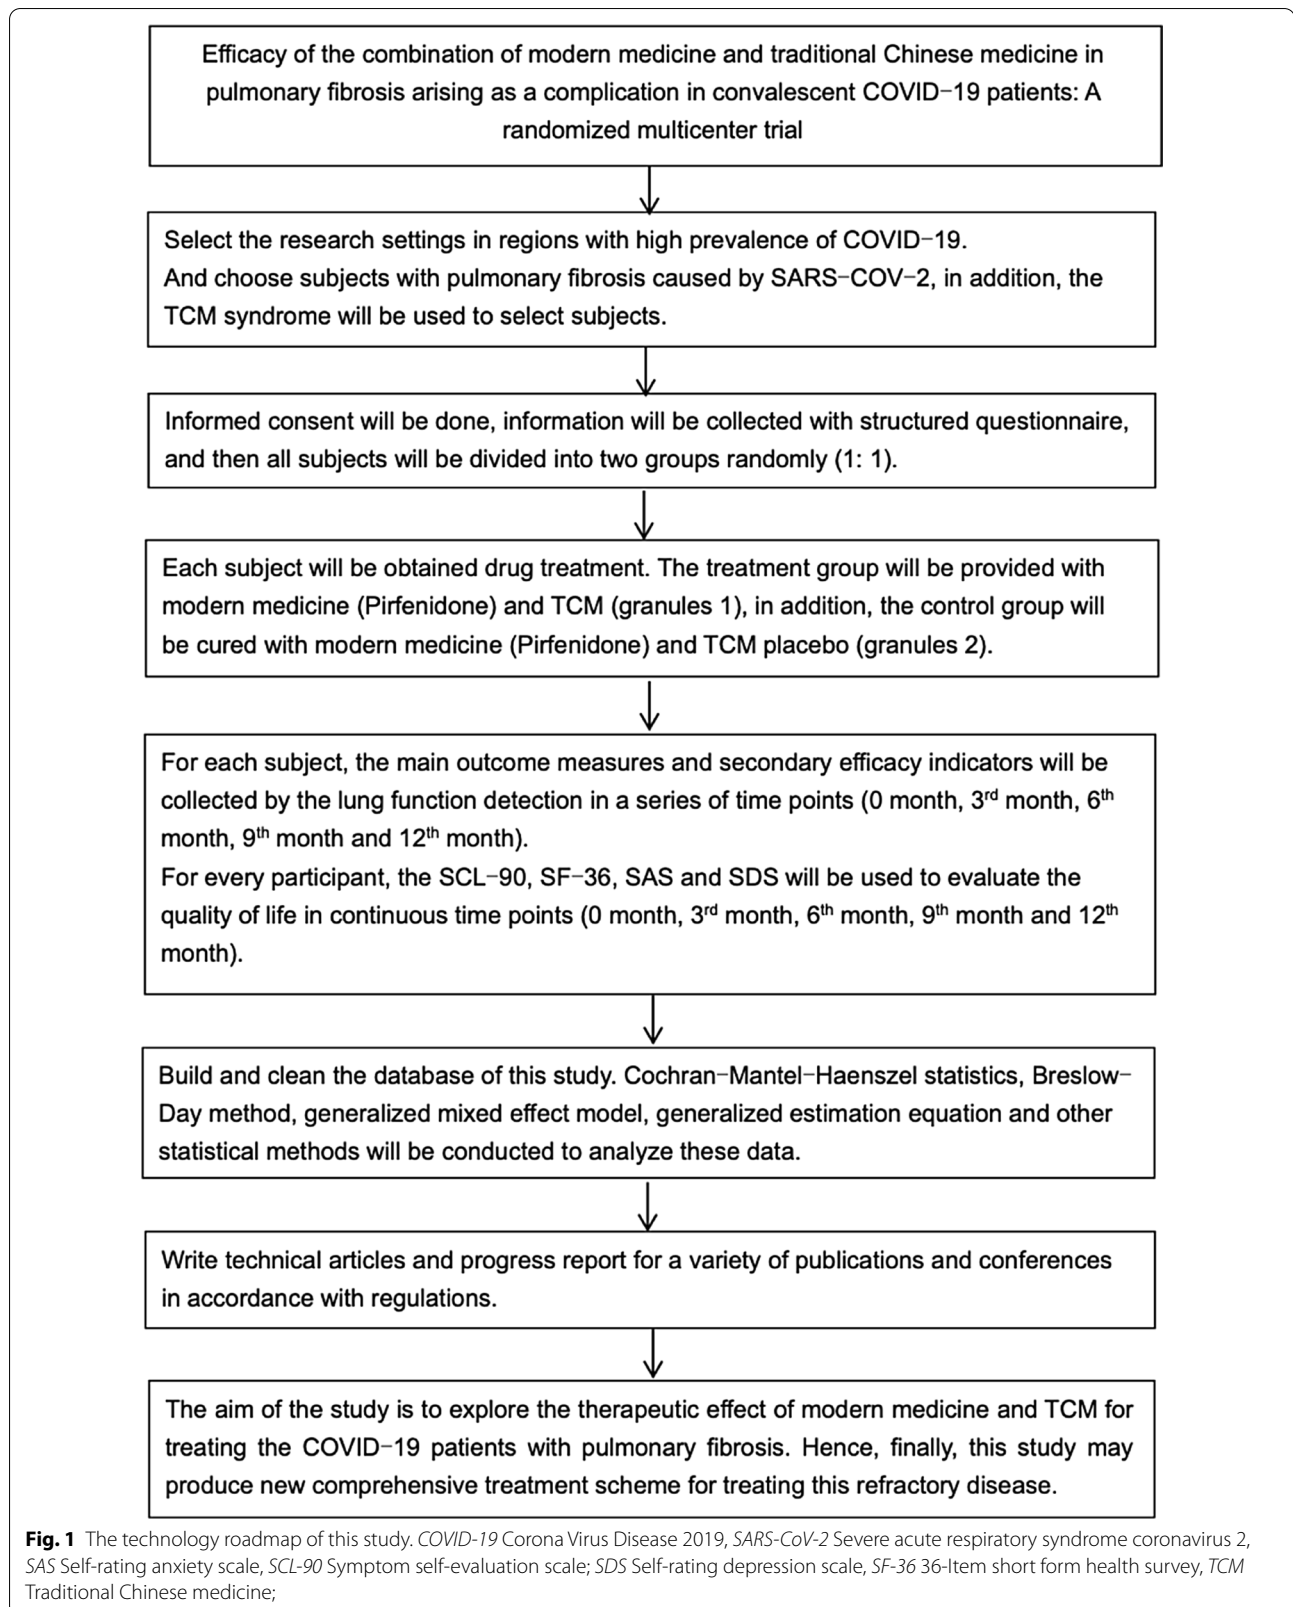 Efficacy of the combination of modern medicine and traditional Chinese medicine in
pulmonary fibrosis arising as a complication in convalescent COVID−19 patients: A
randomized multicenter trial
Select the research settings in regions with high prevalence of COVID−19.
And choose subjects with pulmonary fibrosis caused by SARS−COV−2, in addition, the
TCM syndrome will be used to select subjects.
Informed consent will be done, information will be collected with structured questionnaire,
and then all subjects will be divided into two groups randomly (1: 1).
Each subject will be obtained drug treatment. The treatment group will be provided with
modern medicine (Pirfenidone) and TCM (granules 1), in addition, the control group will
be cured with modern medicine (Pirfenidone) and TCM placebo (granules 2).
For each subject, the main outcome measures and secondary efficacy indicators will be
collected by the lung function detection in a series of time points (0 month, 3rd month, 6th
month, 9th month and 12th month).
For every participant, the SCL−90, SF−36, SAS and SDS will be used to evaluate the
quality of life in continuous time points (0 month, 3rd month, 6th month, 9th month and 12th
month).
Build and clean the database of this study. Cochran−Mantel−Haenszel statistics, Breslow−
Day method, generalized mixed effect model, generalized estimation equation and other
statistical methods will be conducted to analyze these data.
Write technical articles and progress report for a variety of publications and conferences
in accordance with regulations.
The aim of the study is to explore the therapeutic effect of modern medicine and TCM for
treating the COVID−19 patients with pulmonary fibrosis. Hence, finally, this study may
produce new comprehensive treatment scheme for treating this refractory disease.
Fig. 1 The technology roadmap of this study. COVID-19 Corona Virus Disease 2019, SARS-CoV-2 Severe acute respiratory syndrome coronavirus 2,
SAS Self-rating anxiety scale, SCL-90 Symptom self-evaluation scale; SDS Self-rating depression scale, SF-36 36-Item short form health survey, TCM
Traditional Chinese medicine;